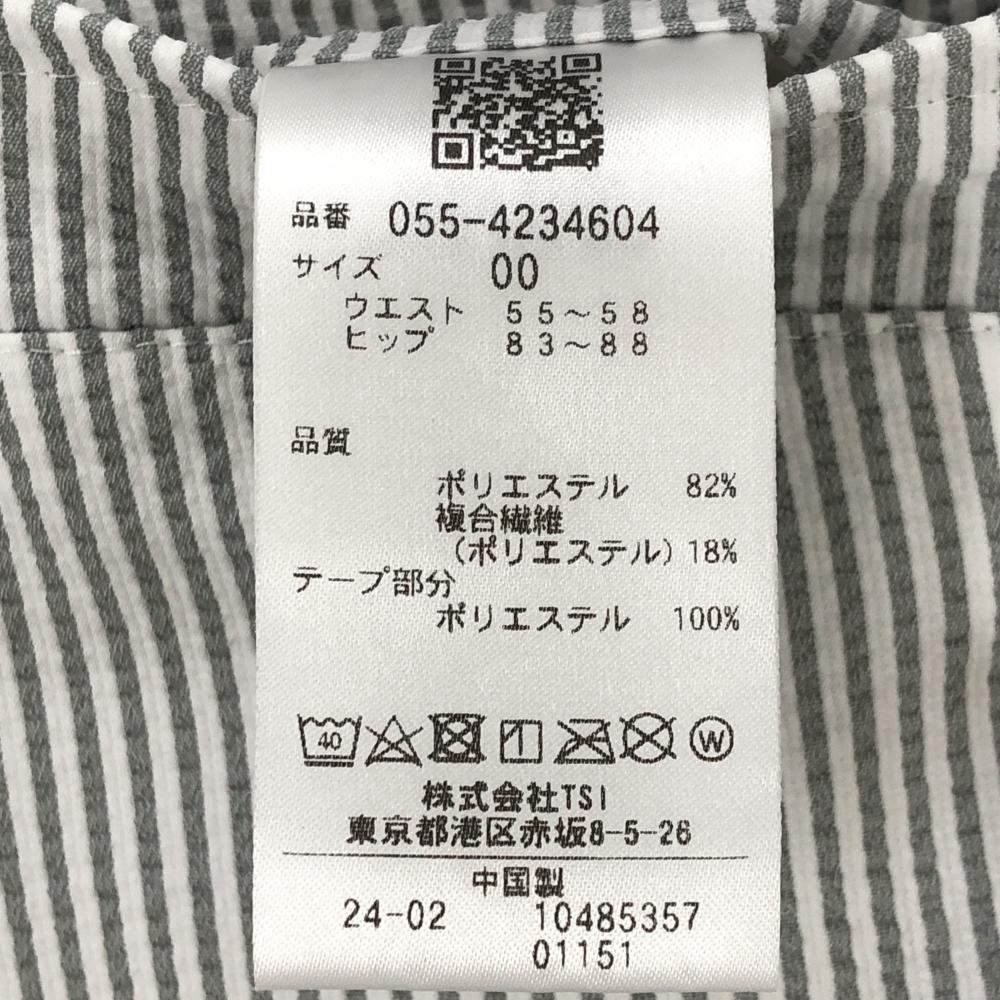 品番 055-4234604
サイズ 00
ウエスト 55～58
ヒップ 83～88
品質
ポリエステル 82%
複合繊維
(ポリエステル) 18%
テープ部分
ポリエステル 100%
40 W
株式会社TSI
東京都港区赤坂8-5-26
中国製
24-02 10485357
01151